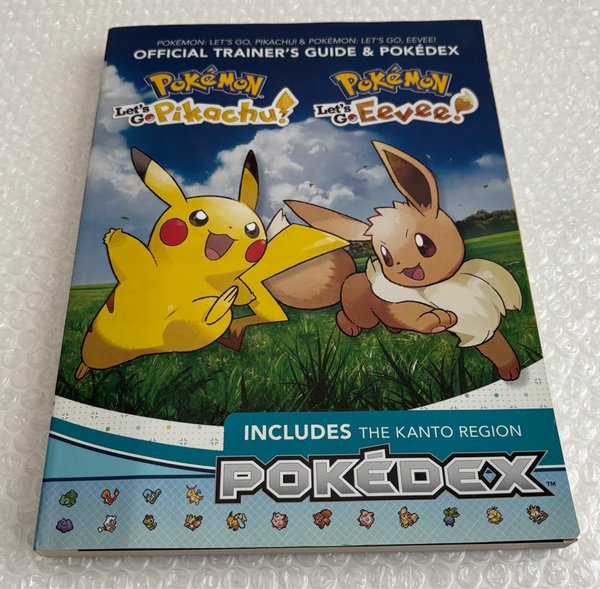 POKÉMON: LET'S GO, PIKACHU! & POKÉMON: LET'S GO, EEVEE!
OFFICIAL TRAINER'S GUIDE & POKÉDEX
POKÉMON
Let's Go Pikachu!
POKÉMON
Let's Go Eevee!
INCLUDES THE KANTO REGION
POKÉDEX™